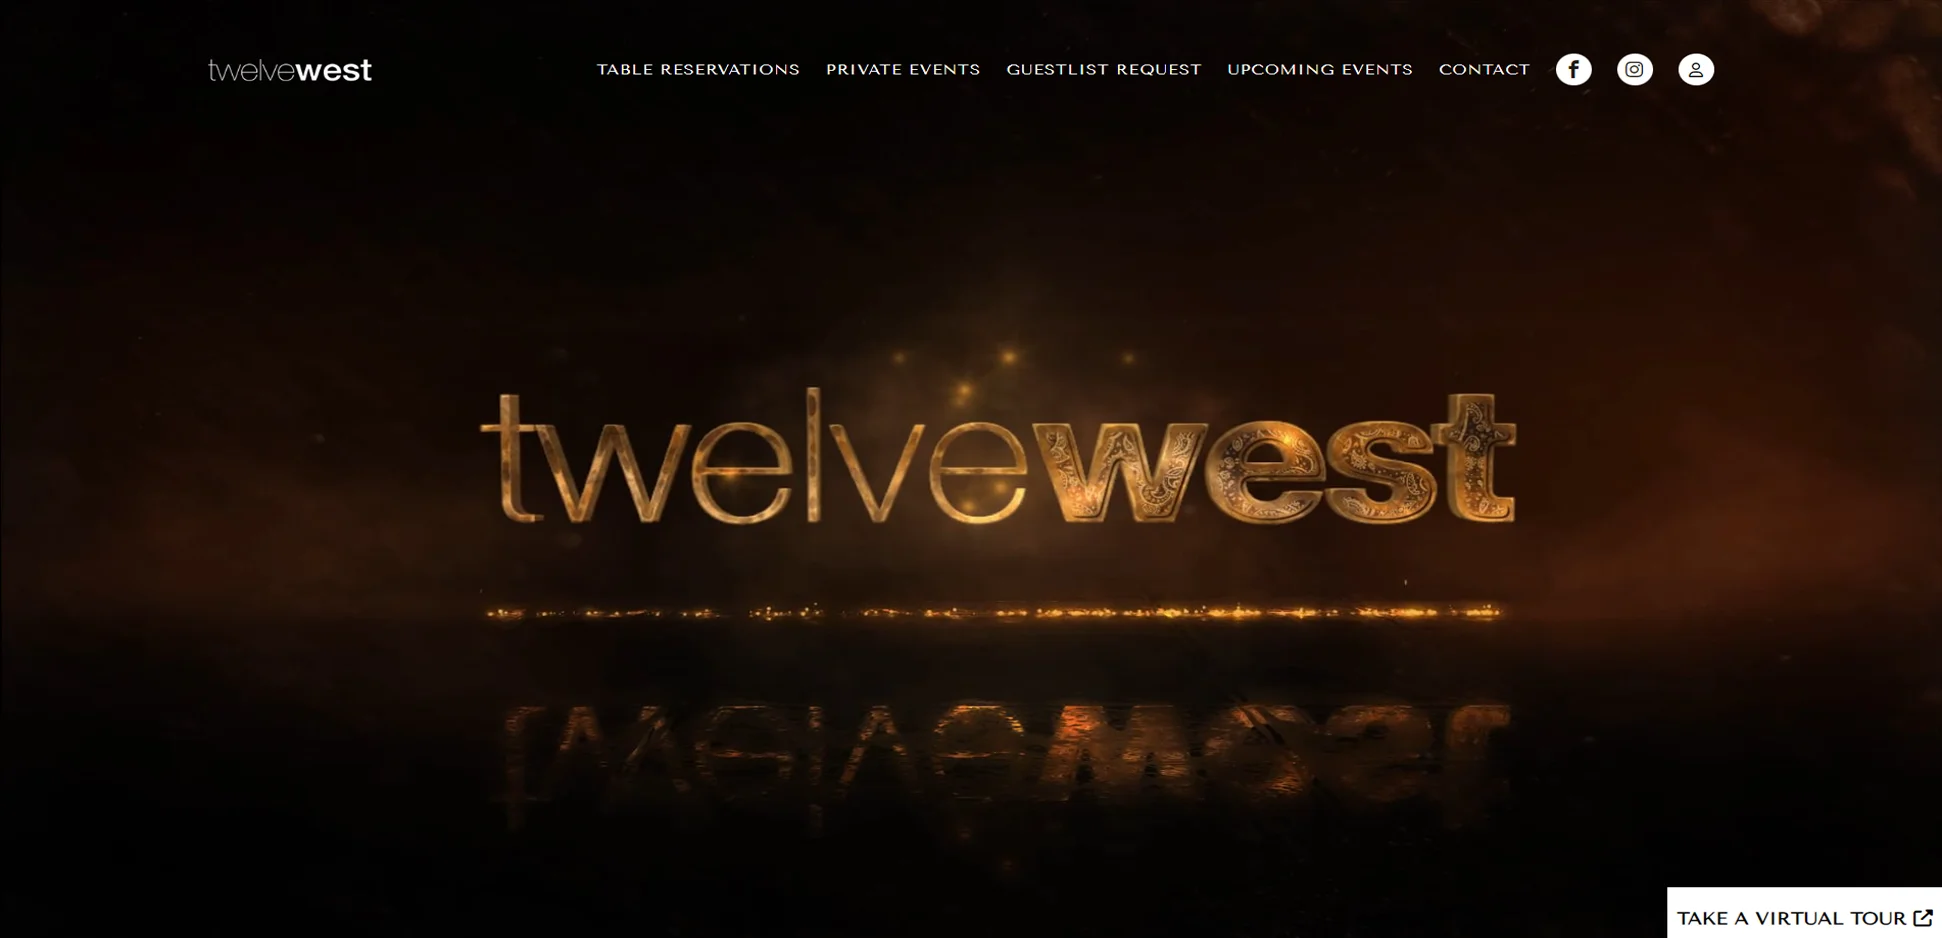 twelvewest
TABLE RESERVATIONS PRIVATE EVENTS GUESTLIST REQUEST UPCOMING EVENTS CONTACT
twelvewest
TAKE A VIRTUAL TOUR